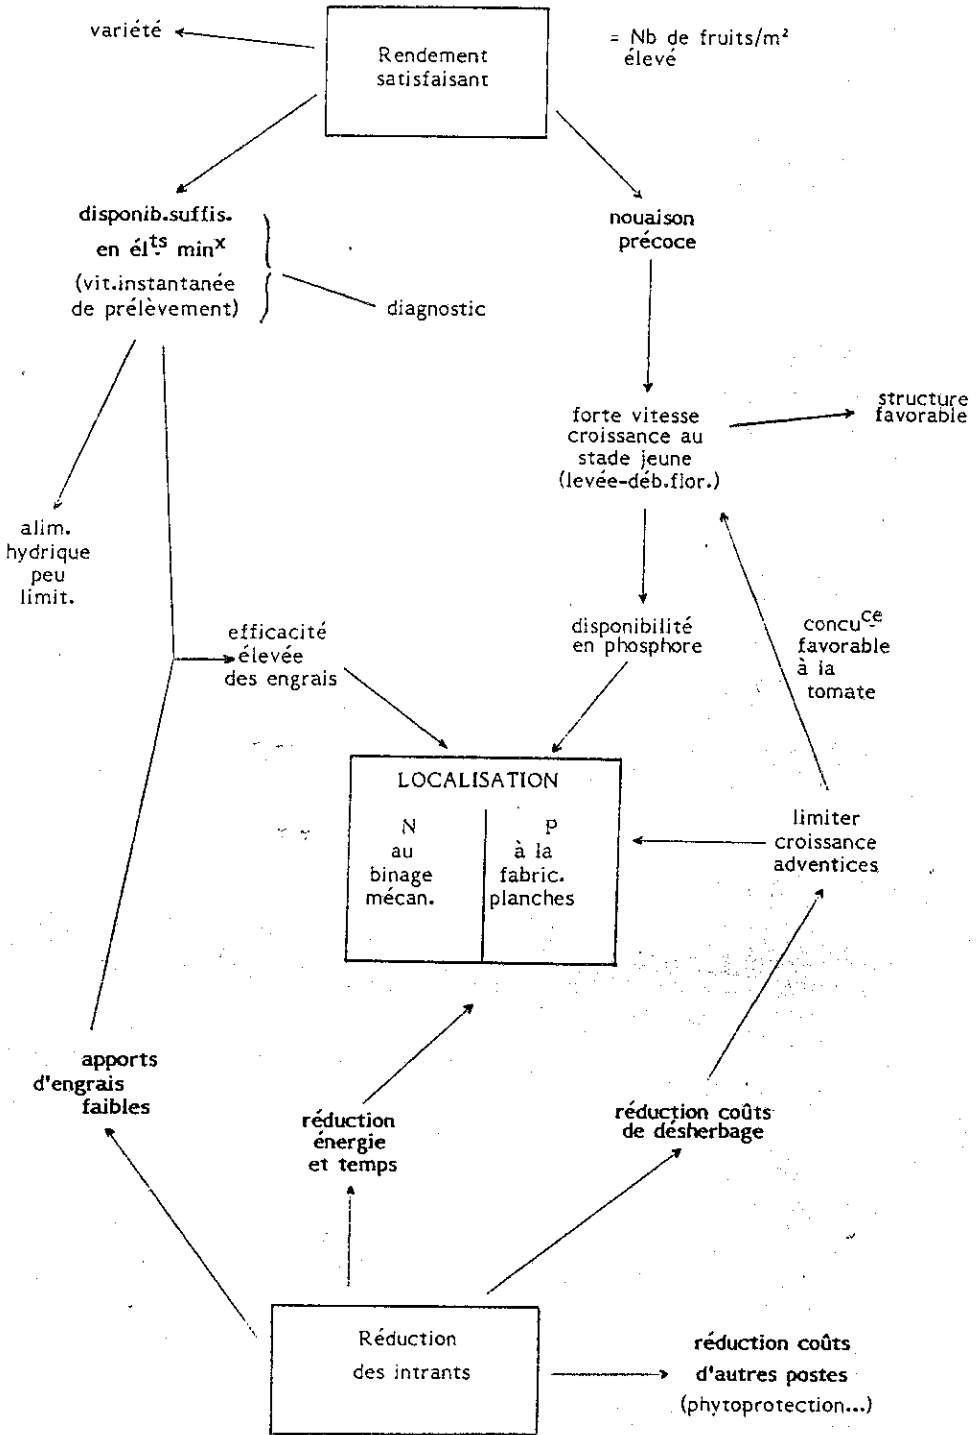 variété
Rendement
satisfaisant
= Nb de fruits/m²
élevé
disponib.suffis.
en élts minx
(vit.instantanée
de prélèvement)
diagnostic
nouaison
précoce
forte vitesse
croissance au
stade jeune
(levée-déb.flor.)
structure
favorable
alim.
hydrique
peu
limit.
efficacité
élevée
des engrais
disponibilité
en phosphore
concuce
favorable
à la
tomate
LOCALISATION
N
au
binage
mécan.
P
à la
fabric.
planches
limiter
croissance
adventices
apports
d'engrais
faibles
réduction
énergie
et temps
réduction coûts
de désherbage
Réduction
des intrants
réduction coûts
d'autres postes
(phytoprotection...)